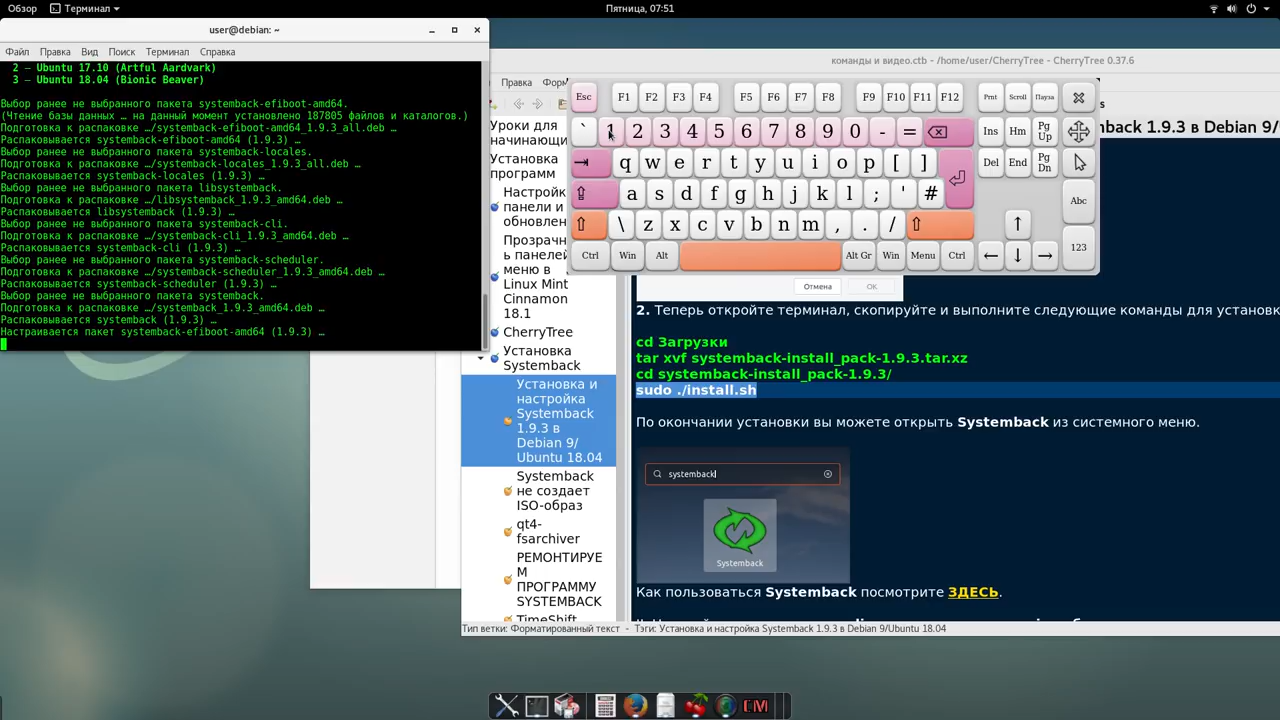 Обзор
Терминал
Пятница, 07:51
user@debian: ~
Файл Правка Вид Поиск Терминал Справка
2 — Ubuntu 17.10 (Artful Aardvark)
3 — Ubuntu 18.04 (Bionic Beaver)
Выбор ранее не выбранного пакета systemback-efiboot-amd64.
(Чтение базы данных … на данный момент установлено 187805 файлов и каталогов.)
Подготовка к распаковке …/systemback-efiboot-amd64_1.9.3_all.deb …
Распаковывается systemback-efiboot-amd64 (1.9.3) …
Выбор ранее не выбранного пакета systemback-locales.
Подготовка к распаковке …/systemback-locales_1.9.3_all.deb …
Распаковывается systemback-locales (1.9.3) …
Выбор ранее не выбранного пакета libsystemback.
Подготовка к распаковке …/libsystemback_1.9.3_amd64.deb …
Распаковывается libsystemback (1.9.3) …
Выбор ранее не выбранного пакета systemback-cli.
Подготовка к распаковке …/systemback-cli_1.9.3_amd64.deb …
Распаковывается systemback-cli (1.9.3) …
Выбор ранее не выбранного пакета systemback-scheduler.
Подготовка к распаковке …/systemback-scheduler_1.9.3_amd64.deb …
Распаковывается systemback-scheduler (1.9.3) …
Выбор ранее не выбранного пакета systemback.
Подготовка к распаковке …/systemback_1.9.3_amd64.deb …
Распаковывается systemback (1.9.3) …
Настраивается пакет systemback-efiboot-amd64 (1.9.3) …
команды и видео.ctb - /home/user/CherryTree - CherryTree 0.37.6
Правка Форм
Уроки для
начинающи
Установка
программ
Настройк
панели и
обновлен
Прозрачн
ь панелей
меню в
Linux Mint
Cinnamon
18.1
CherryTree
Установка
Systemback
Установка и
настройка
Systemback
1.9.3 в
Debian 9/
Ubuntu 18.04
Systemback
не создает
ISO-образ
qt4-
fsarchiver
РЕМОНТИРУЕ
М
ПРОГРАММУ
SYSTEMBACK
TimeShift
Esc F1 F2 F3 F4 F5 F6 F7 F8 F9 F10 F11 F12 Prnt Scroll Пауза
` 1 2 3 4 5 6 7 8 9 0 - = Ins Hm Pg Up
q w e r t y u i o p [ ] Del End Pg Dn
a s d f g h j k l ; ' # Abc
\ z x c v b n m , . /
Ctrl Win Alt Alt Gr Win Menu Ctrl 123
s
mback 1.9.3 в Debian 9/
Отмена OK
2. Теперь откройте терминал, скопируйте и выполните следующие команды для установк
cd Загрузки
tar xvf systemback-install_pack-1.9.3.tar.xz
cd systemback-install_pack-1.9.3/
sudo ./install.sh
По окончании установки вы можете открыть Systemback из системного меню.
systemback
Systemback
Как пользоваться Systemback посмотрите ЗДЕСЬ.
Тип ветки: Форматированный текст - Тэги: Установка и настройка Systemback 1.9.3 в Debian 9/Ubuntu 18.04